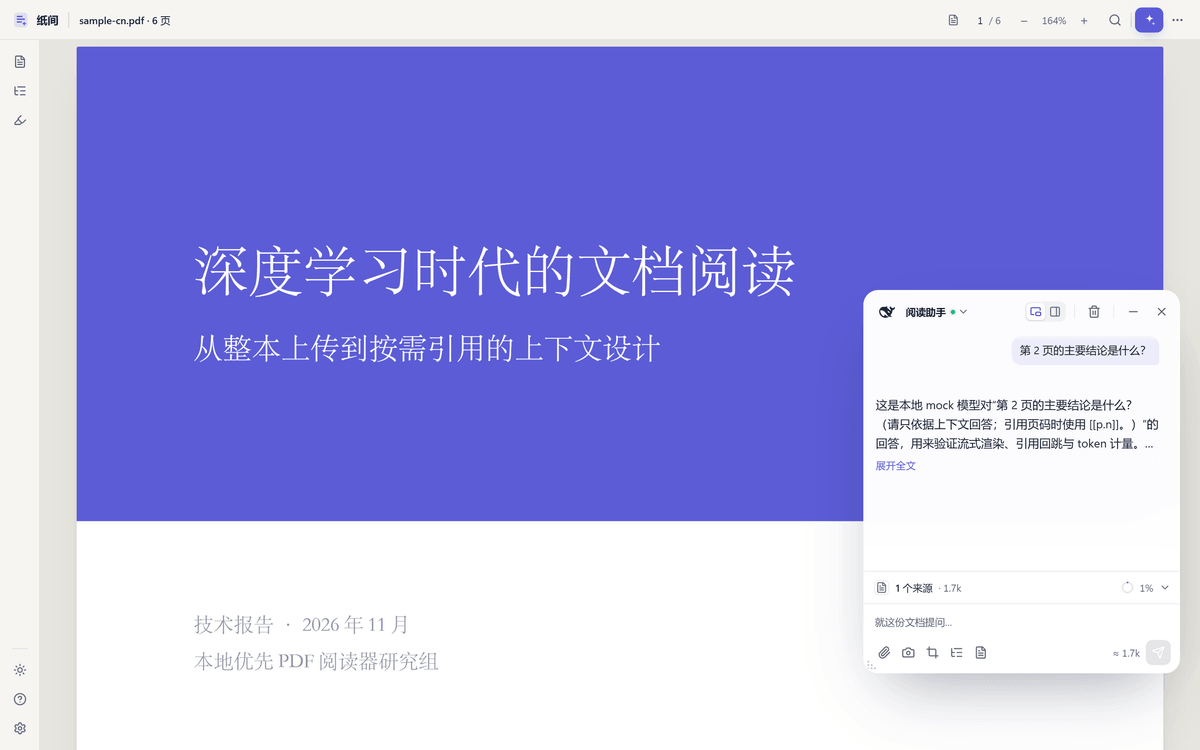 纸间
sample-cn.pdf · 6 页
1 / 6
164%
深度学习时代的文档阅读
从整本上传到按需引用的上下文设计
技术报告 · 2026 年 11 月
本地优先 PDF 阅读器研究组
阅读助手
第 2 页的主要结论是什么？
这是本地 mock 模型对“第 2 页的主要结论是什么？
（请只依据上下文回答；引用页码时使用 [[p.n]]。）”的
回答，用来验证流式渲染、引用回跳与 token 计量。...
展开全文
1 个来源 · 1.7k
1%
就这份文档提问...
≈ 1.7k